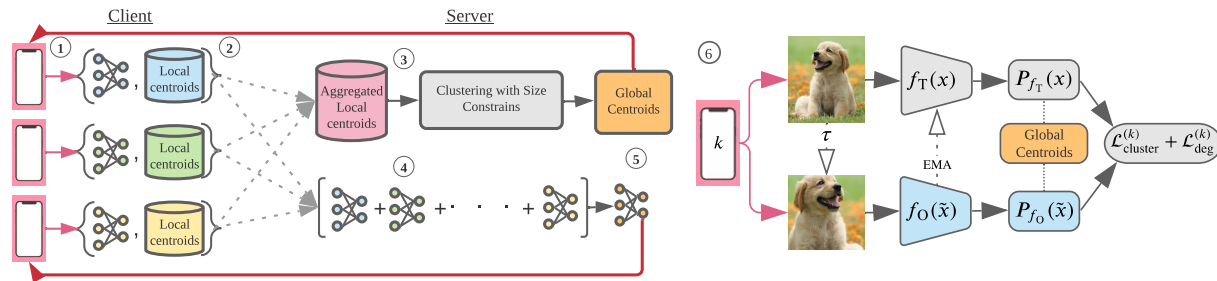 Client
Server
1
2
3
4
5
6
,
Local
centroids
,
Local
centroids
,
Local
centroids
Aggregated
Local
centroids
Clustering with Size
Constrains
Global
Centroids
+
+ · · · +
k
τ
f_T(x)
EMA
f_O(x̃)
P_{f_T}(x)
Global
Centroids
P_{f_O}(x̃)
ℒ_cluster^(k) + ℒ_deg^(k)